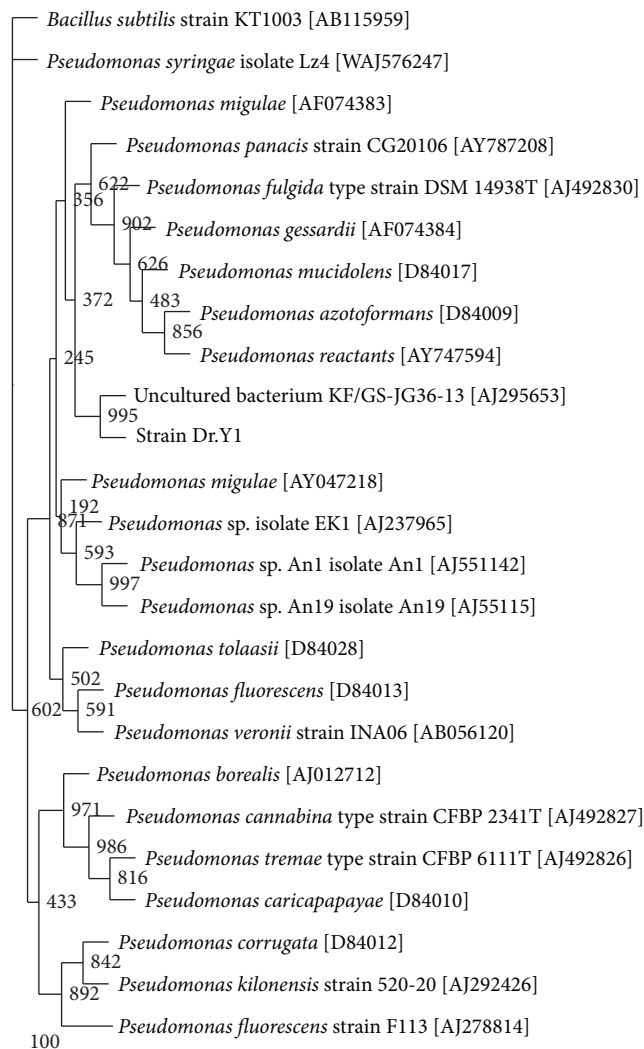 Bacillus subtilis strain KT1003 [AB115959]
Pseudomonas syringae isolate Lz4 [WAJ576247]
Pseudomonas migulae [AF074383]
Pseudomonas panacis strain CG20106 [AY787208]
622
Pseudomonas fulgida type strain DSM 14938T [AJ492830]
356
902
Pseudomonas gessardii [AF074384]
626
Pseudomonas mucidolens [D84017]
372
483
Pseudomonas azotoformans [D84009]
856
Pseudomonas reactants [AY747594]
245
Uncultured bacterium KF/GS-JG36-13 [AJ295653]
995
Strain Dr.Y1
Pseudomonas migulae [AY047218]
192
871
Pseudomonas sp. isolate EK1 [AJ237965]
593
Pseudomonas sp. An1 isolate An1 [AJ551142]
997
Pseudomonas sp. An19 isolate An19 [AJ55115]
Pseudomonas tolaasii [D84028]
502
Pseudomonas fluorescens [D84013]
602
591
Pseudomonas veronii strain INA06 [AB056120]
Pseudomonas borealis [AJ012712]
971
Pseudomonas cannabina type strain CFBP 2341T [AJ492827]
986
Pseudomonas tremae type strain CFBP 6111T [AJ492826]
816
433
Pseudomonas caricapapayae [D84010]
Pseudomonas corrugata [D84012]
842
Pseudomonas kilonensis strain 520-20 [AJ292426]
892
Pseudomonas fluorescens strain F113 [AJ278814]
100